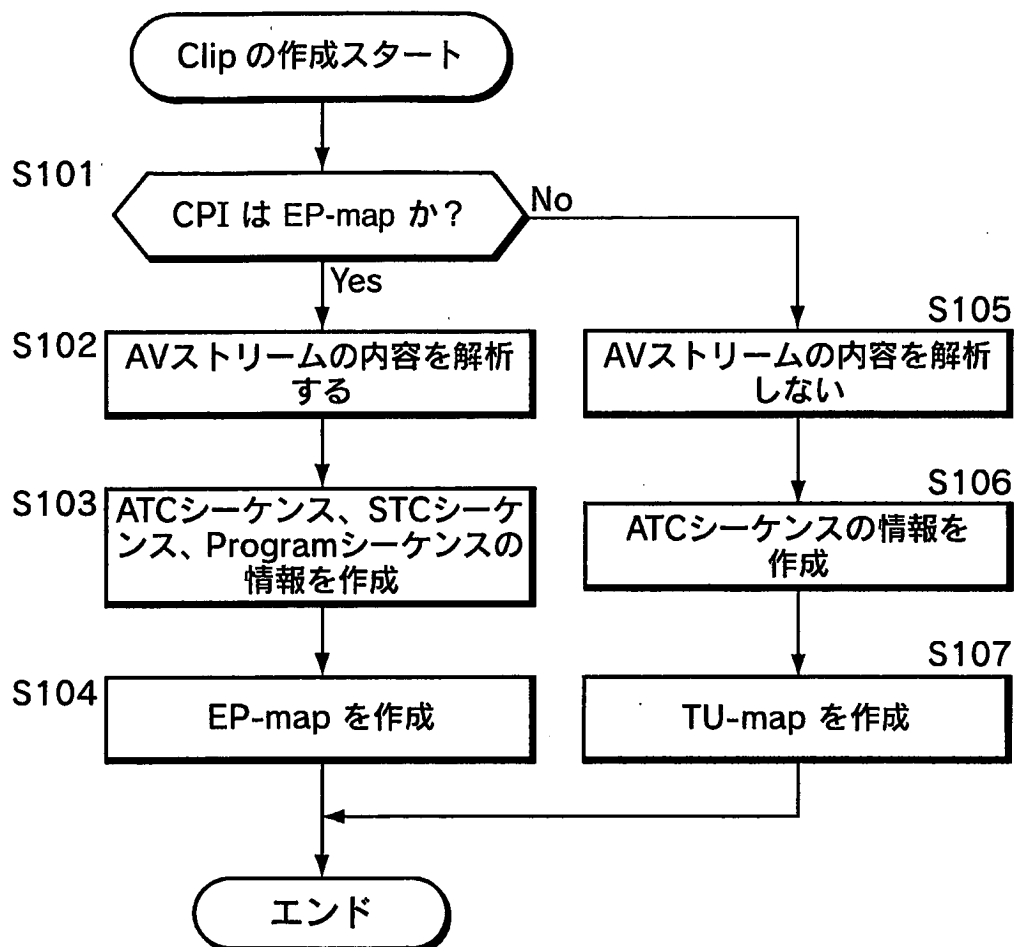 Clip の作成スタート
S101
CPI は EP-map か？
No
Yes
S102
AVストリームの内容を解析
する
S103
ATCシーケンス、STCシーケ
ンス、Programシーケンスの
情報を作成
S104
EP-map を作成
S105
AVストリームの内容を解析
しない
S106
ATCシーケンスの情報を
作成
S107
TU-map を作成
エンド